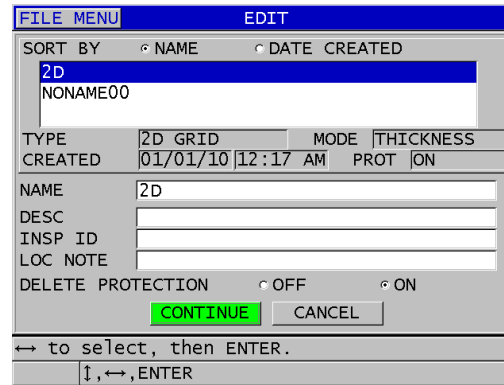 FILE MENU EDIT
SORT BY NAME DATE CREATED
2D
NONAME00
TYPE 2D GRID MODE THICKNESS
CREATED 01/01/10 12:17 AM PROT ON
NAME 2D
DESC
INSP ID
LOC NOTE
DELETE PROTECTION OFF ON
CONTINUE CANCEL
↔ to select, then ENTER.
↕,↔,ENTER